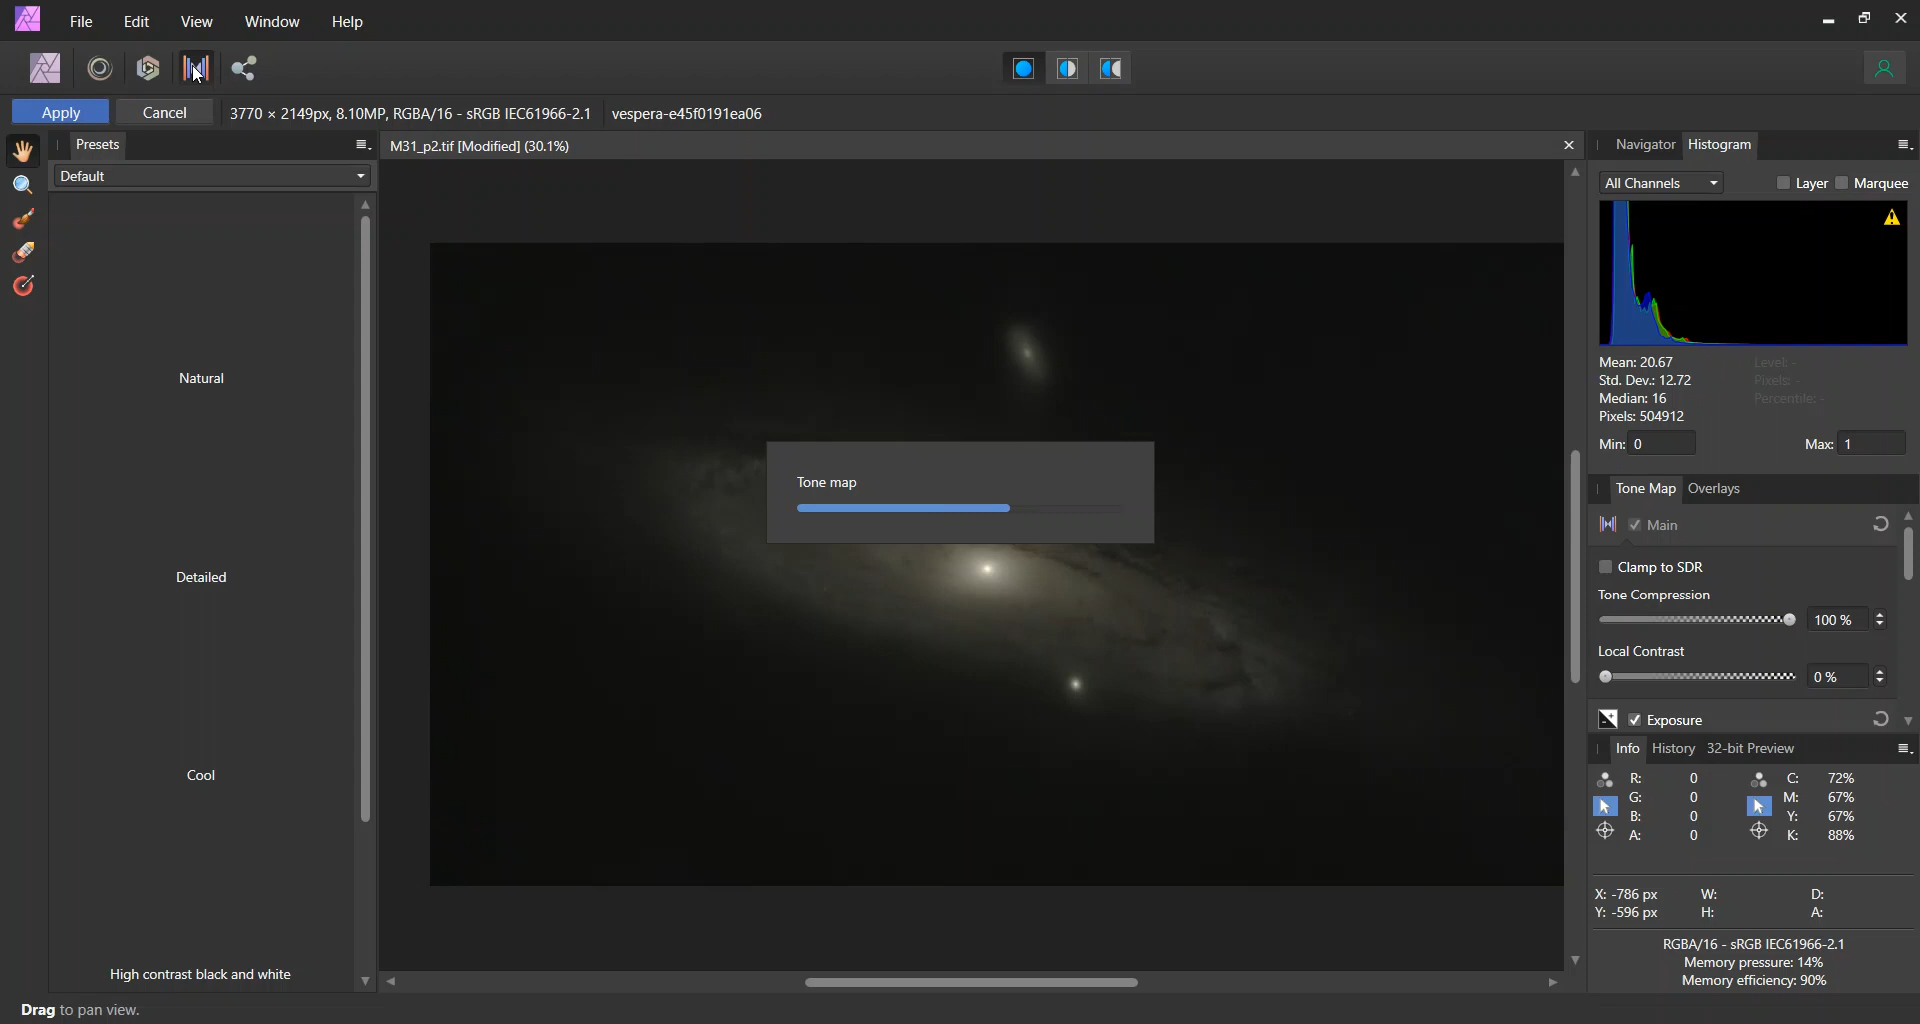 File Edit View Window Help
Apply Cancel 3770 × 2149px, 8.10MP, RGBA/16 - sRGB IEC61966-2.1 vespera-e45f0191ea06
Presets
Default
Natural
Detailed
Cool
High contrast black and white
M31_p2.tif [Modified] (30.1%)
Tone map
Navigator Histogram
All Channels Layer Marquee
Mean: 20.67 Level: -
Std. Dev.: 12.72 Pixels: -
Median: 16 Percentile: -
Pixels: 504912
Min: 0 Max: 1
Tone Map Overlays
Main
Clamp to SDR
Tone Compression
100 %
Local Contrast
0 %
Exposure
Info History 32-bit Preview
R: 0 C: 72%
G: 0 M: 67%
B: 0 Y: 67%
A: 0 K: 88%
X: -786 px W: D:
Y: -596 px H: A:
RGBA/16 - sRGB IEC61966-2.1
Memory pressure: 14%
Memory efficiency: 90%
Drag to pan view.